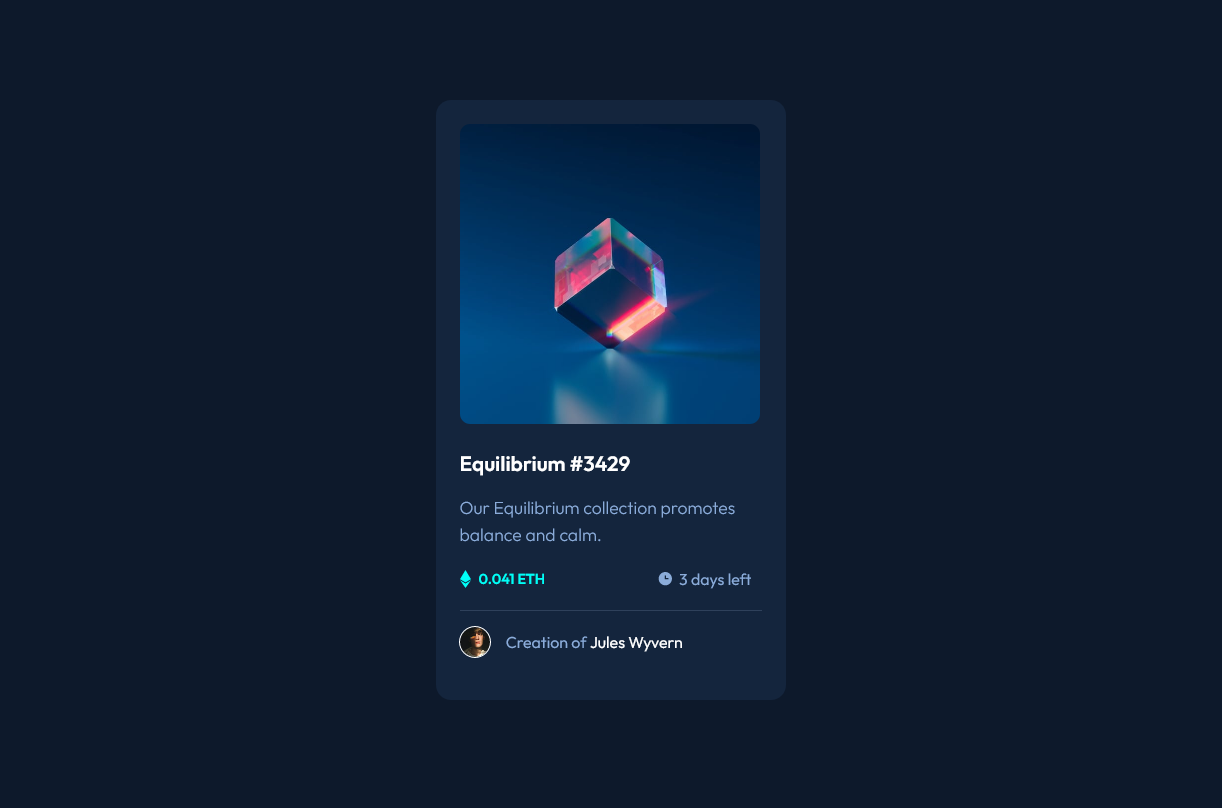 Equilibrium #3429
Our Equilibrium collection promotes
balance and calm.
0.041 ETH
3 days left
Creation of Jules Wyvern